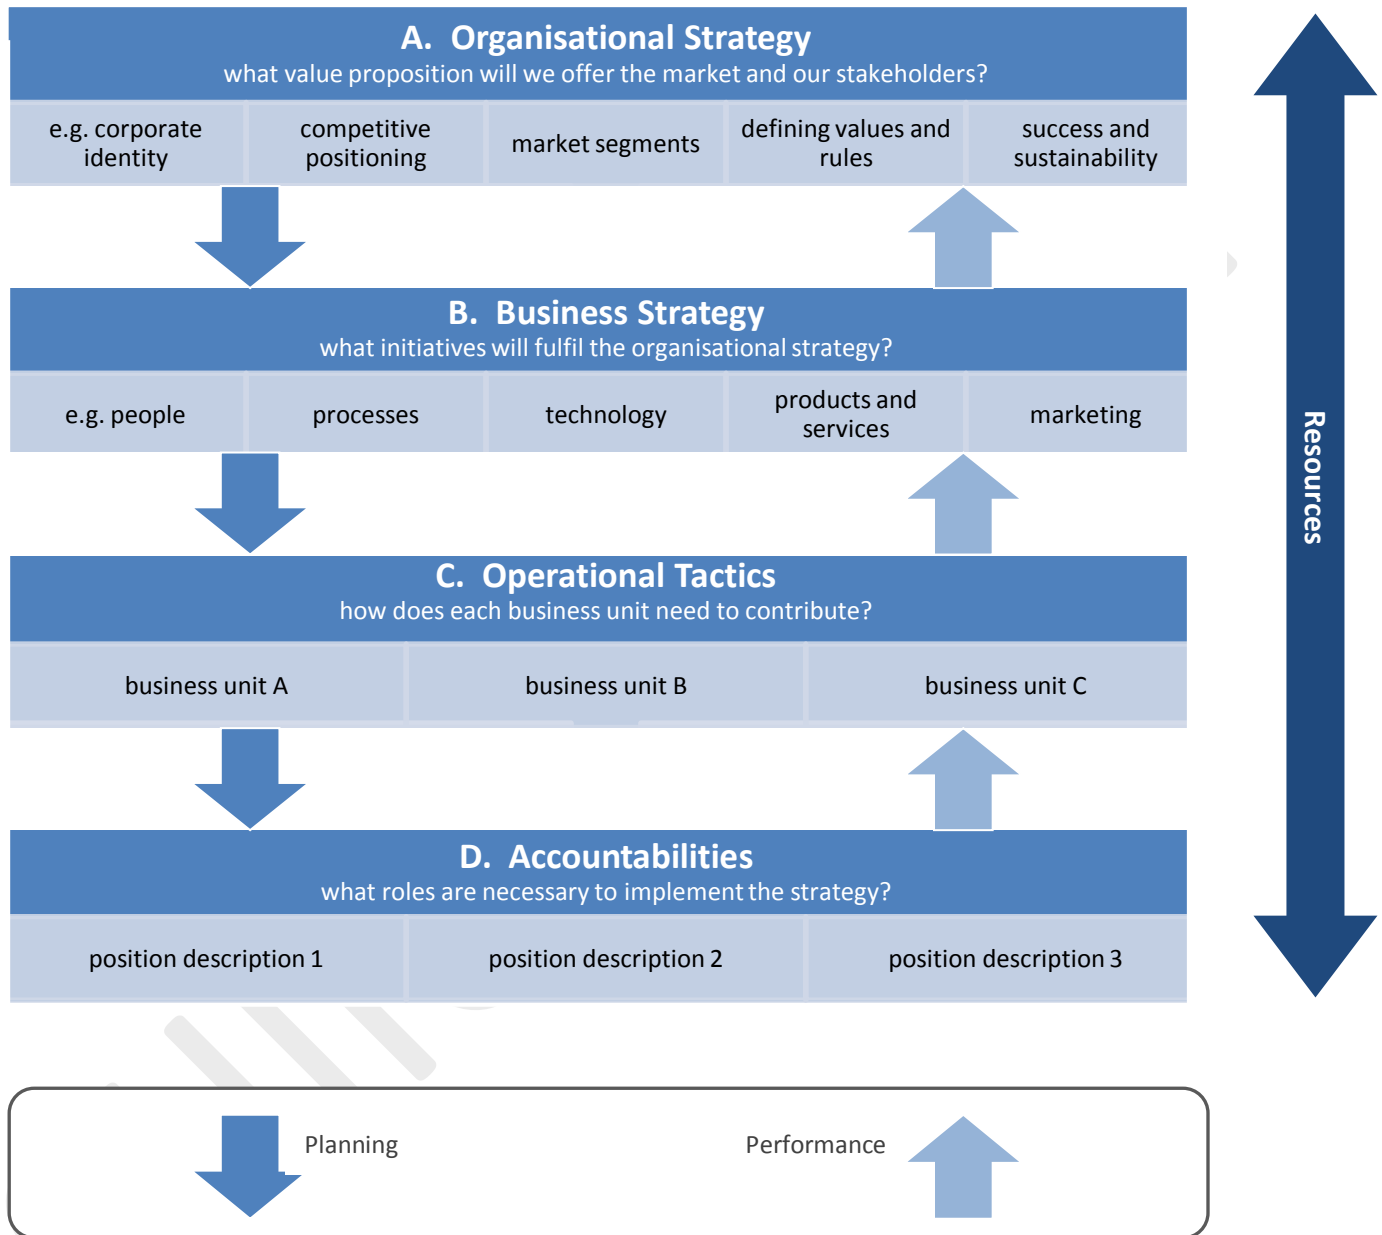 A. Organisational Strategy
what value proposition will we offer the market and our stakeholders?
e.g. corporate
identity
competitive
positioning
market segments
defining values and
rules
success and
sustainability
B. Business Strategy
what initiatives will fulfil the organisational strategy?
e.g. people
processes
technology
products and
services
marketing
C. Operational Tactics
how does each business unit need to contribute?
business unit A
business unit B
business unit C
D. Accountabilities
what roles are necessary to implement the strategy?
position description 1
position description 2
position description 3
Resources
Planning
Performance